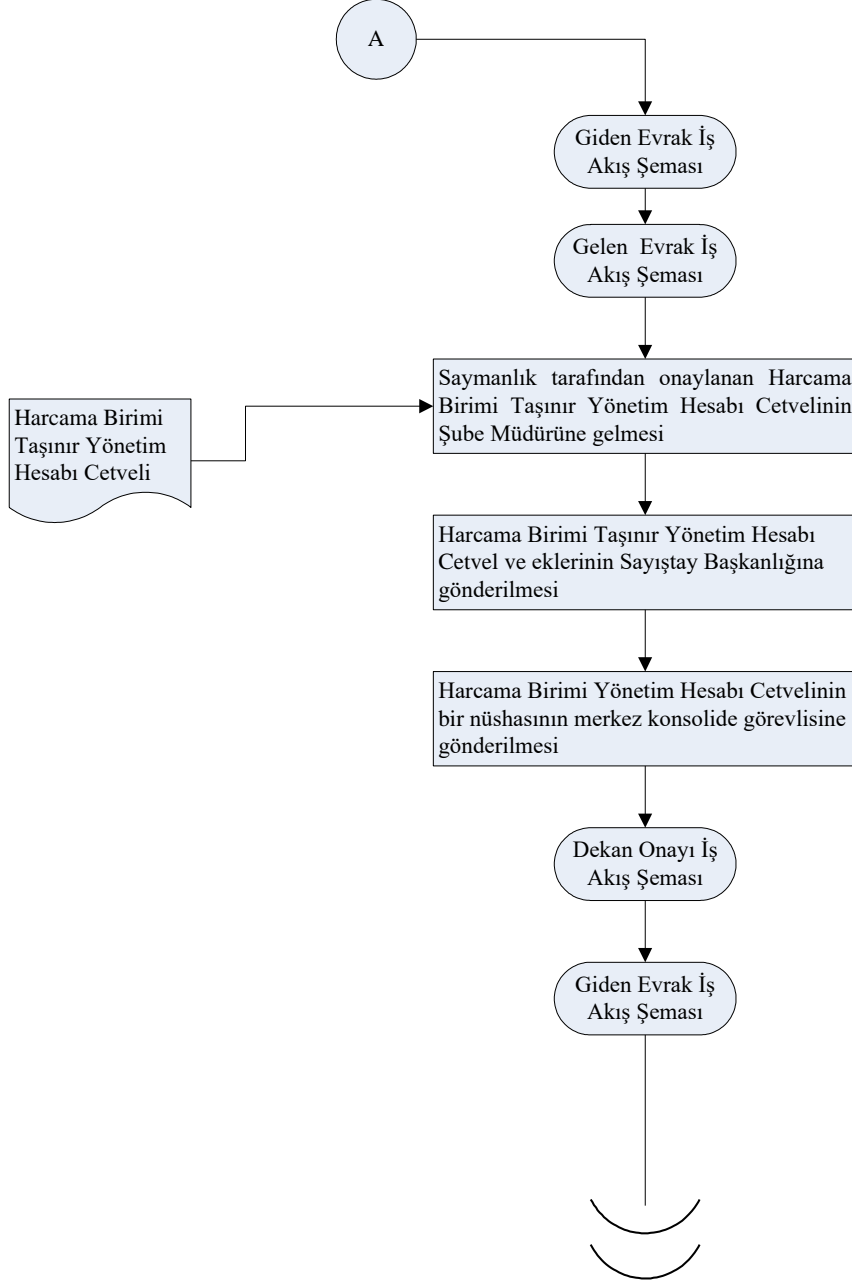 A
Giden Evrak İş
Akış Şeması
Gelen Evrak İş
Akış Şeması
Saymanlık tarafından onaylanan Harcama
Birimi Taşınır Yönetim Hesabı Cetvelinin
Şube Müdürüne gelmesi
Harcama Birimi
Taşınır Yönetim
Hesabı Cetveli
Harcama Birimi Taşınır Yönetim Hesabı
Cetvel ve eklerinin Sayıştay Başkanlığına
gönderilmesi
Harcama Birimi Yönetim Hesabı Cetvelinin
bir nüshasının merkez konsolide görevlisine
gönderilmesi
Dekan Onayı İş
Akış Şeması
Giden Evrak İş
Akış Şeması